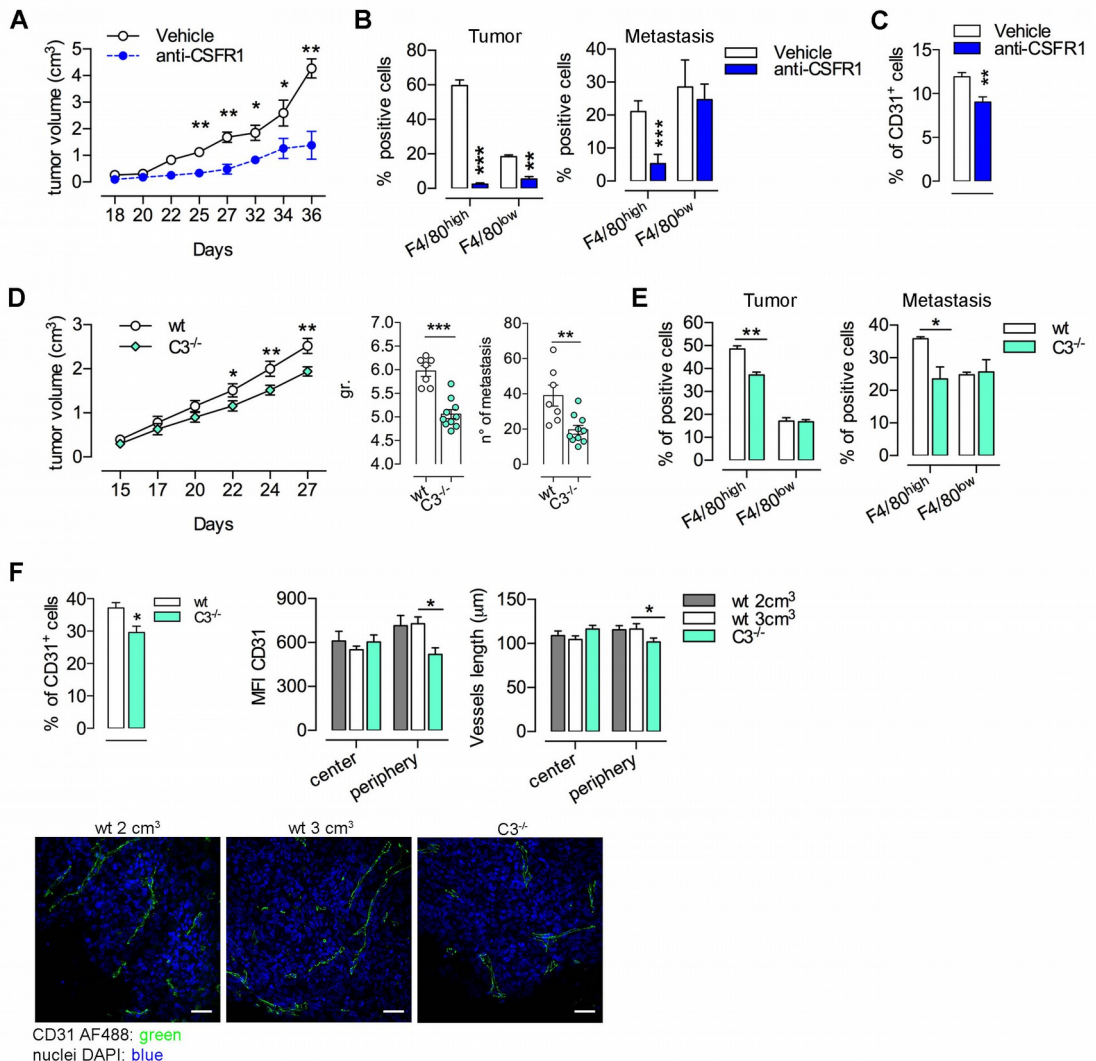 A
Vehicle
anti-CSFR1
tumor volume (cm³)
5
4
3
2
1
0
** ** * * **
18 20 22 25 27 32 34 36
Days
B
Tumor
% positive cells
60
40
20
0
*** **
F4/80high
F4/80low
Metastasis
Vehicle
anti-CSFR1
% positive cells
40
30
20
10
0
***
F4/80high
F4/80low
C
Vehicle
anti-CSFR1
% of CD31+ cells
15
10
5
0
**
D
wt
C3-/-
tumor volume (cm³)
3
2
1
0
* ** **
15 17 20 22 24 27
Days
gr.
6.
5.5
5.0
4.5
4.0
***
wt
C3-/-
n° of metastasis
80
60
40
20
0
**
wt
C3-/-
E
Tumor
% of positive cells
60
50
40
30
20
10
0
**
F4/80high
F4/80low
Metastasis
wt
C3-/-
% of positive cells
40
30
20
10
0
*
F4/80high
F4/80low
F
wt
C3-/-
% of CD31+ cells
40
30
20
10
0
*
MFI CD31
900
600
300
0
*
center
periphery
Vessels length (µm)
150
100
50
0
*
center
periphery
wt 2cm³
wt 3cm³
C3-/-
wt 2 cm³
wt 3 cm³
C3-/-
CD31 AF488: green
nuclei DAPI: blue